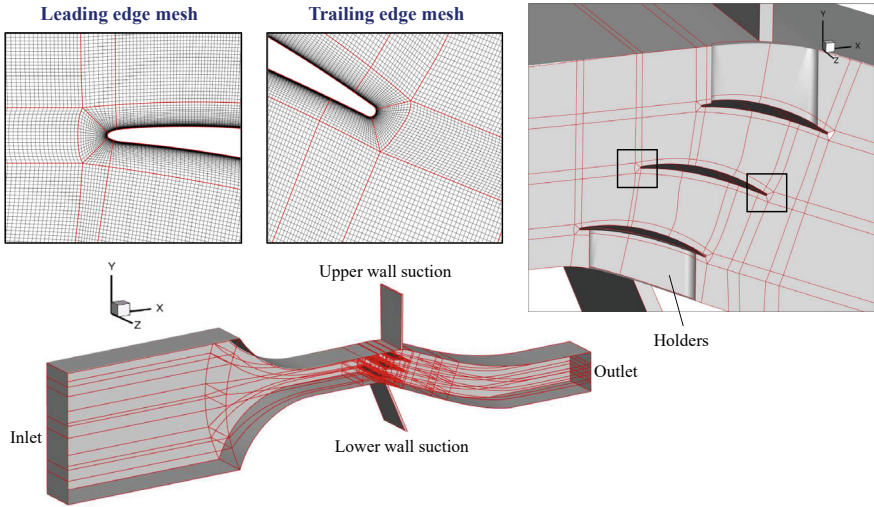 Leading edge mesh
Trailing edge mesh
Y
X
Z
Holders
Y
X
Z
Upper wall suction
Outlet
Inlet
Lower wall suction